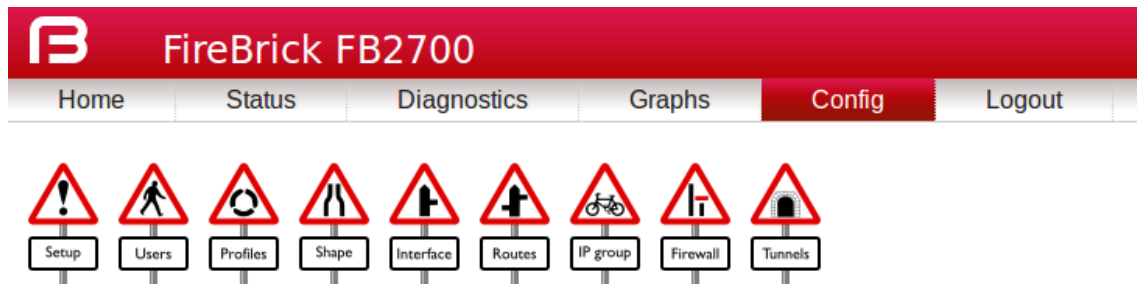 FireBrick FB2700
Home Status Diagnostics Graphs Config Logout
Setup Users Profiles Shape Interface Routes IP group Firewall Tunnels